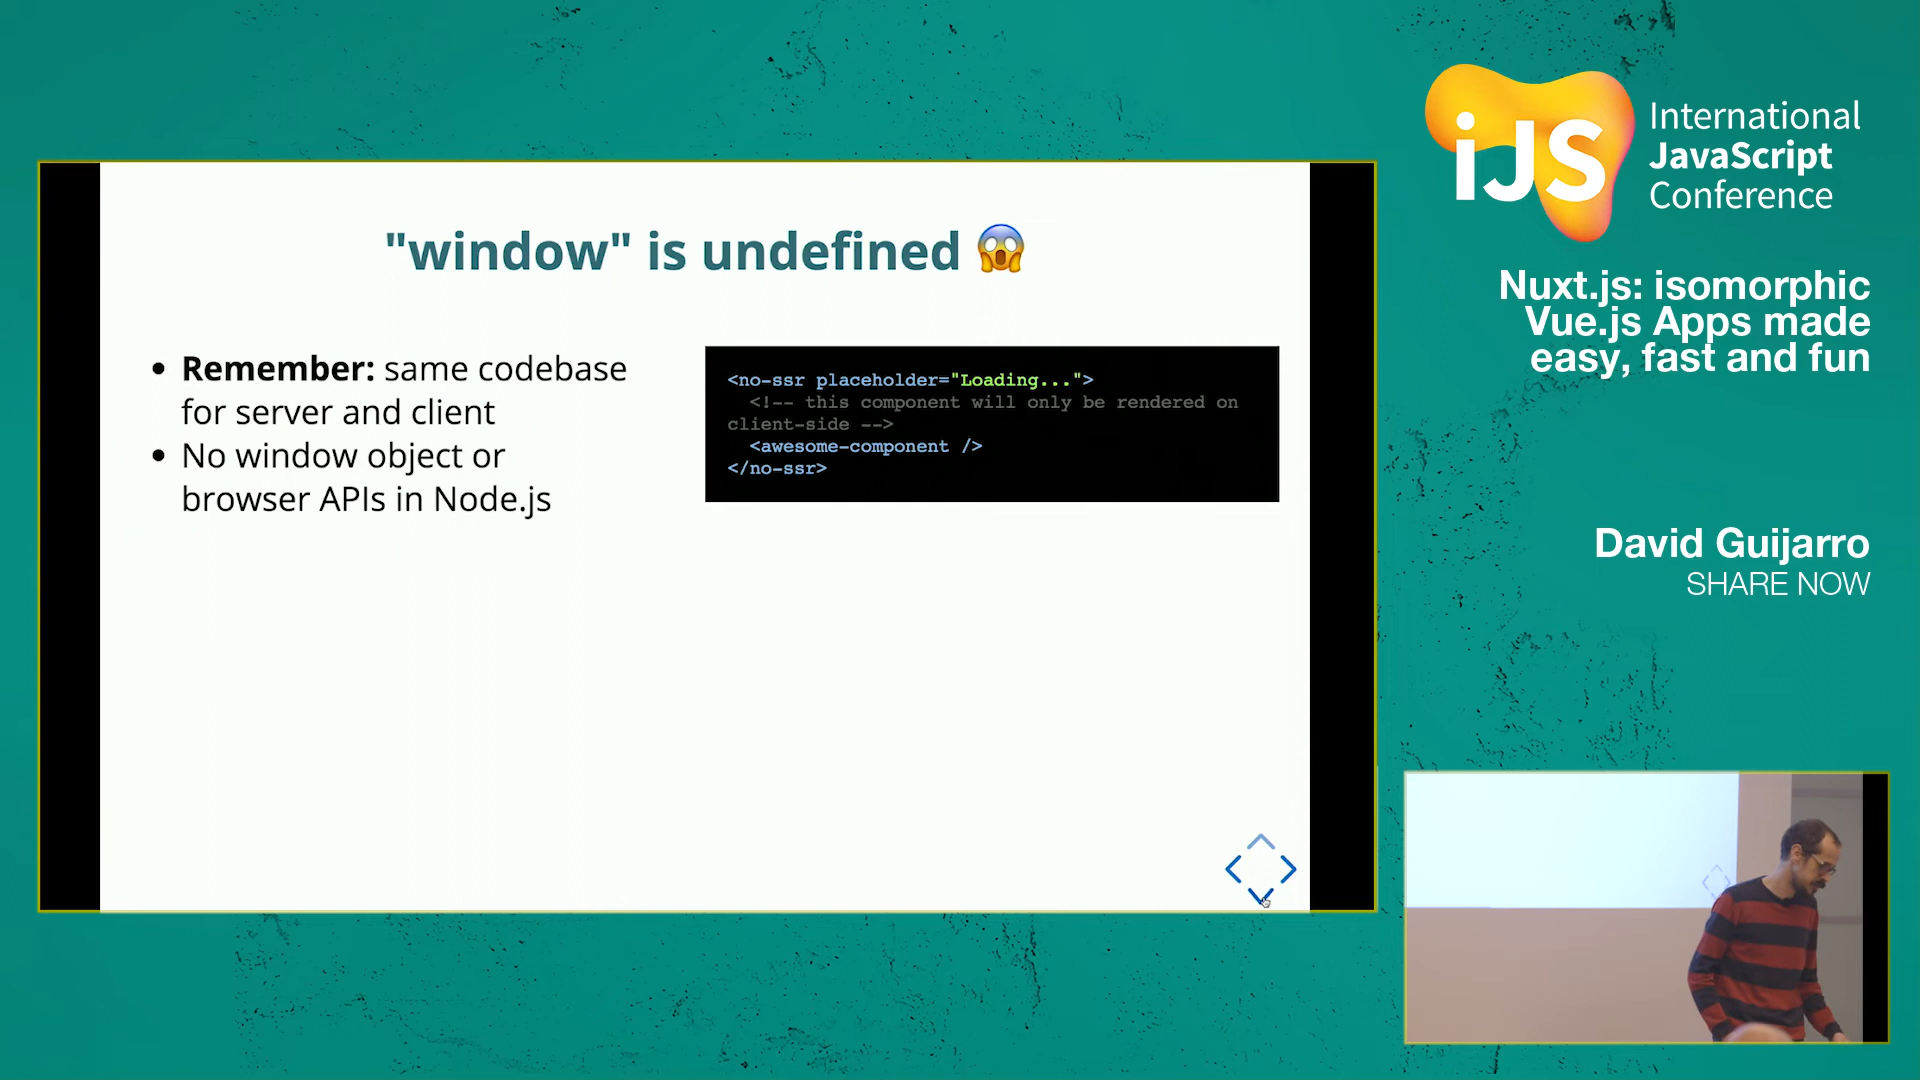 "window" is undefined 😱
Remember: same codebase
for server and client
No window object or
browser APIs in Node.js
<no-ssr placeholder="Loading...">
<!-- this component will only be rendered on
client-side -->
<awesome-component />
</no-ssr>
iJS
International
JavaScript
Conference
Nuxt.js: isomorphic
Vue.js Apps made
easy, fast and fun
David Guijarro
SHARE NOW